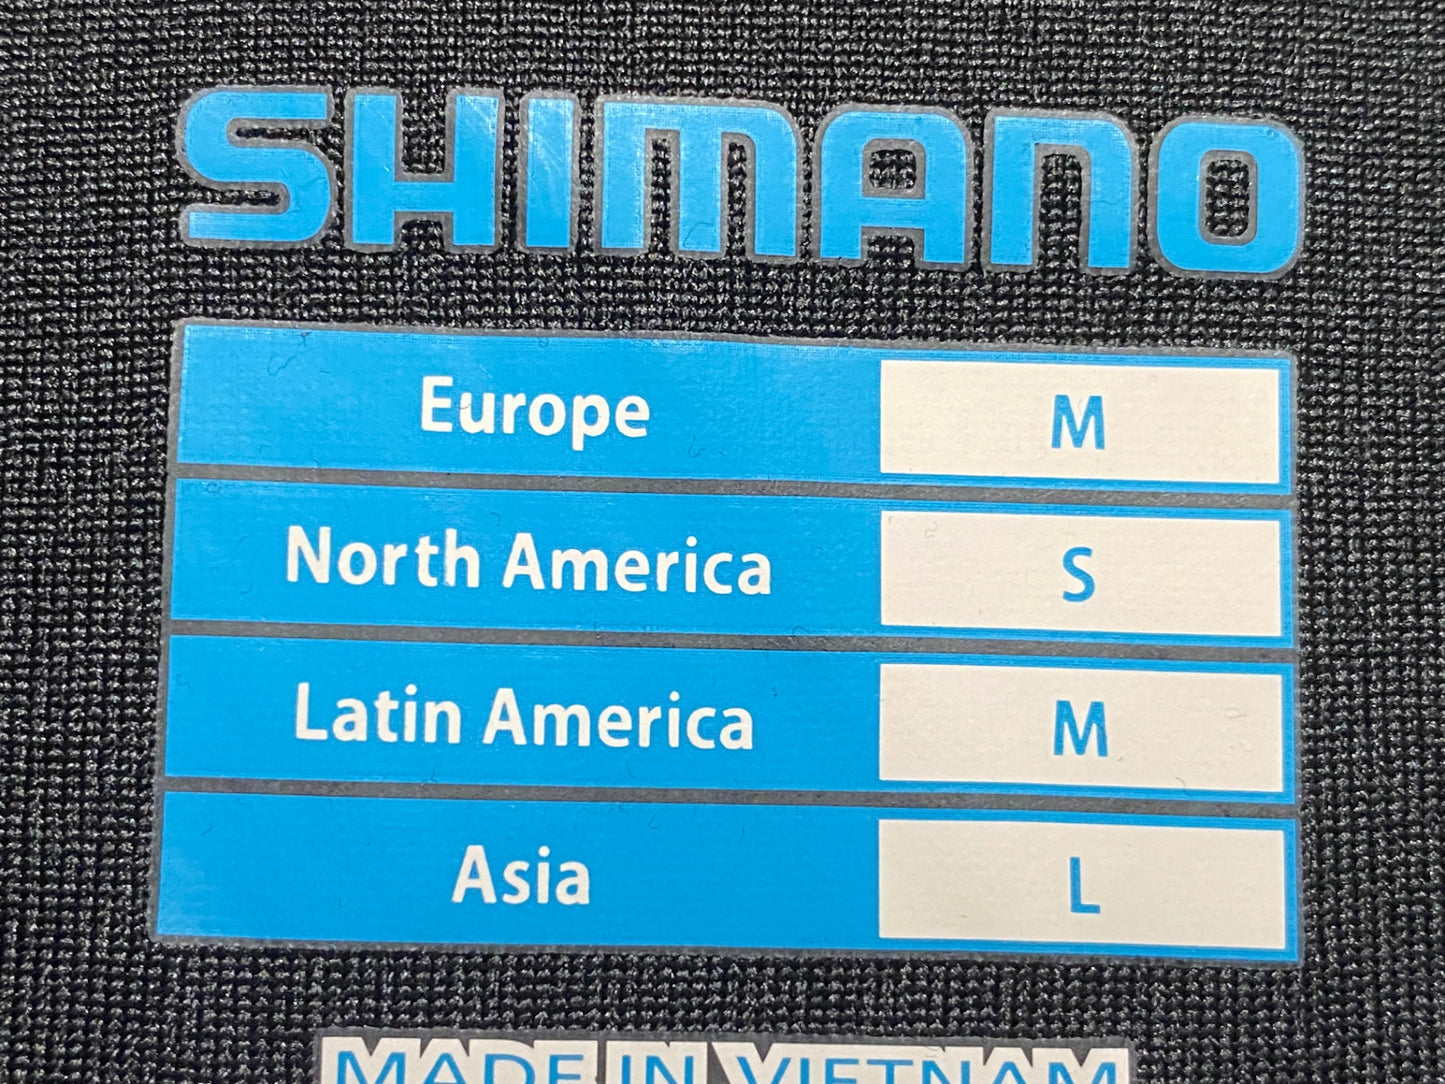 SHIMANO
Europe M
North America S
Latin America M
Asia L
MADE IN VIETNAM